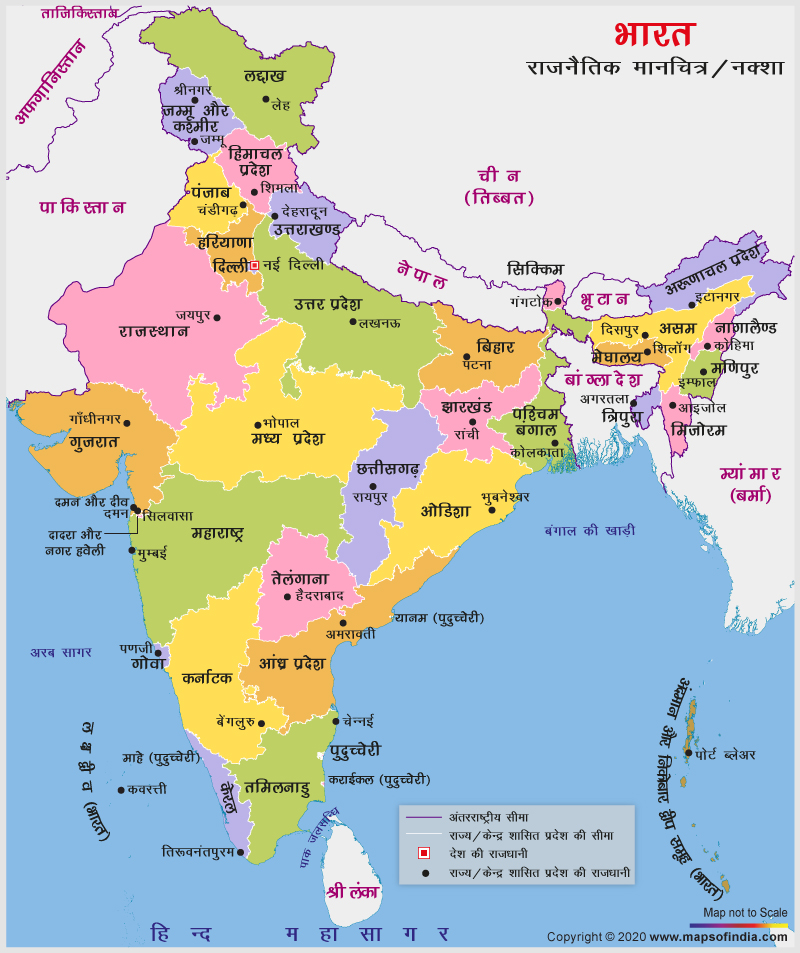 भारत
राजनैतिक मानचित्र/नक्शा
ताजिकिस्तान
अफग़ानिस्तान
पाकिस्तान
चीन
(तिब्बत)
नेपाल
भूटान
बांग्लादेश
म्यांमार
(बर्मा)
लद्दाख
लेह
श्रीनगर
जम्मू और
कश्मीर
जम्मू
हिमाचल
प्रदेश
शिमला
पंजाब
चंडीगढ़
देहरादून
उत्तराखण्ड
हरियाणा
दिल्ली
नई दिल्ली
राजस्थान
जयपुर
उत्तर प्रदेश
लखनऊ
बिहार
पटना
सिक्किम
गंगटोक
अरूणाचल प्रदेश
इटानगर
असम
दिसपुर
नागालैण्ड
कोहिमा
मेघालय
शिलॉग
मणिपुर
इम्फाल
अगरतला
त्रिपुरा
आइजोल
मिजोरम
झारखंड
रांची
पश्चिम
बंगाल
कोलकाता
गाँधीनगर
गुजरात
भोपाल
मध्य प्रदेश
छत्तीसगढ़
रायपुर
ओडिशा
भुबनेश्वर
दमन और दीव
दमन
सिलवासा
दादरा और
नगर हवेली
मुम्बई
महाराष्ट्र
तेलंगाना
हैदराबाद
अमरावती
यानम (पुदुच्चेरी)
आंध्र प्रदेश
पणजी
गोवा
कर्नाटक
बेंगलुरु
चेन्नई
पुदुच्चेरी
माहे (पुदुच्चेरी)
कराईकल (पुदुच्चेरी)
केरल
तमिलनाडु
तिरूवनंतपुरम
कवरत्ती
लक्षद्वीप (भारत)
अंडमान और निकोबार द्वीप समूह (भारत)
पोर्ट ब्लेअर
बंगाल की खाड़ी
अरब सागर
पाक जलसन्धि
श्री लंका
हिन्द महासागर
अंतरराष्ट्रीय सीमा
राज्य/केन्द्र शासित प्रदेश की सीमा
देश की राजधानी
राज्य/केन्द्र शासित प्रदेश की राजधानी
Map not to Scale
Copyright © 2020 www.mapsofindia.com